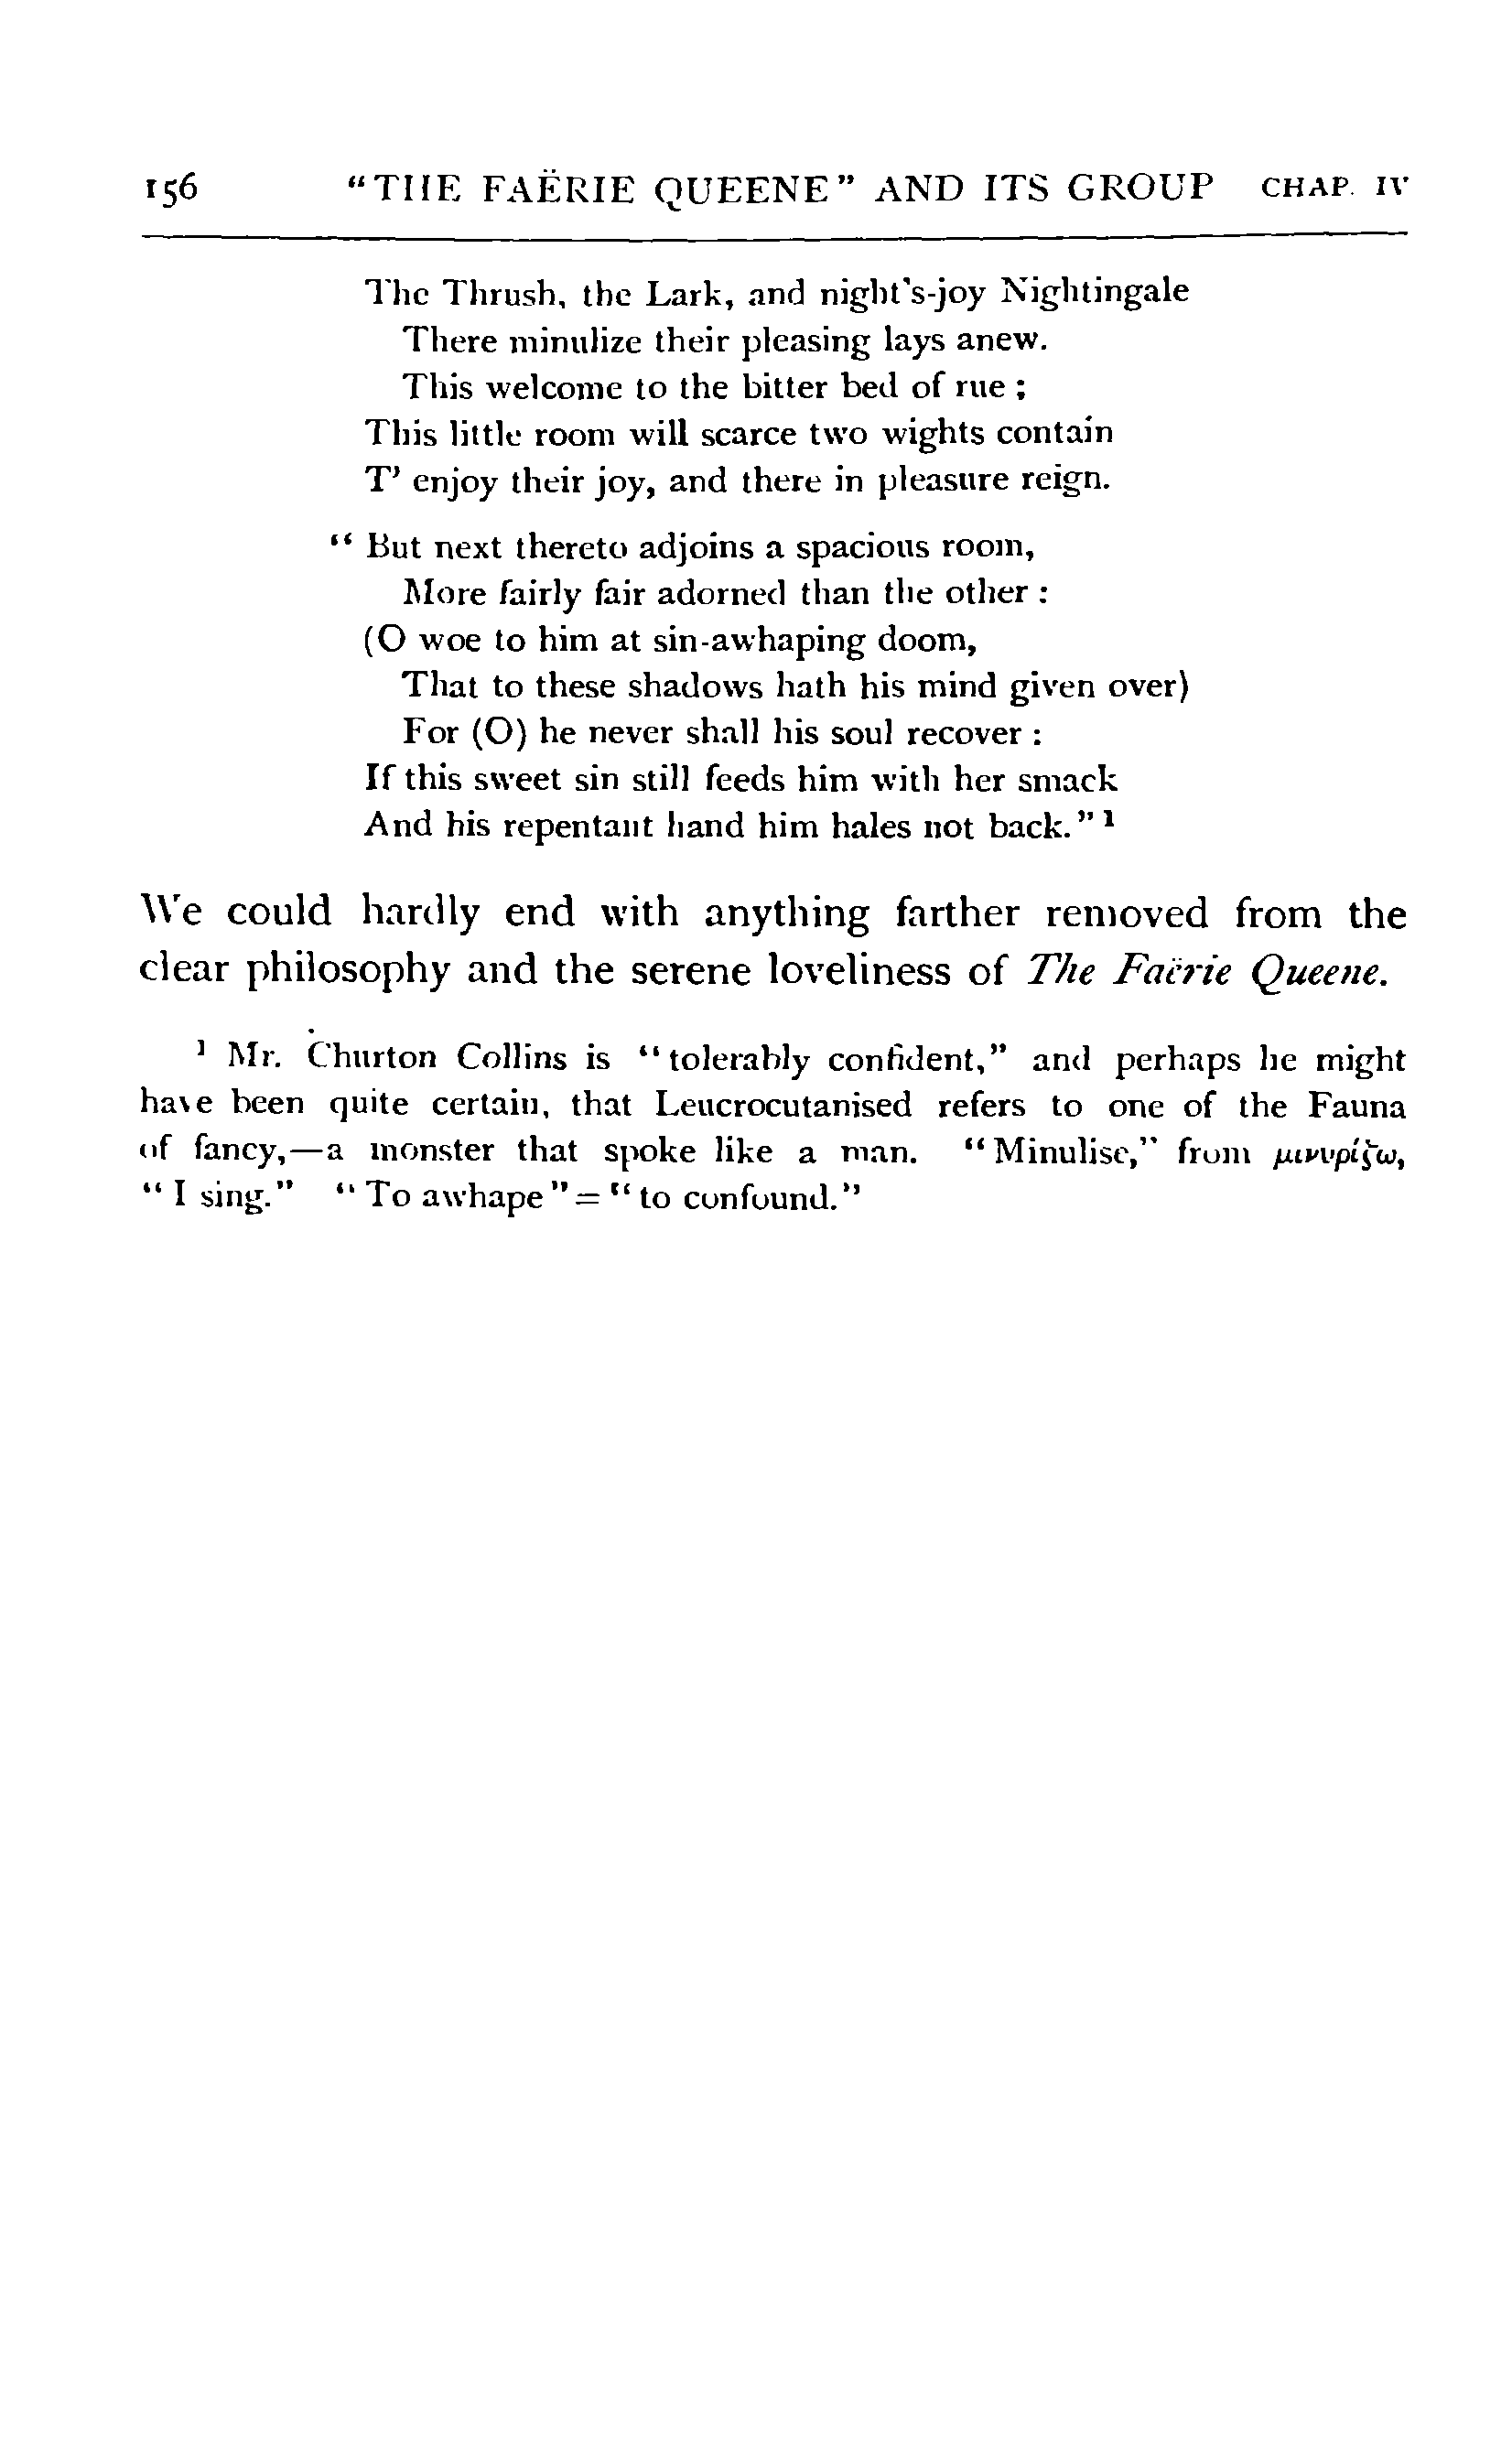 156 "THE FAËRIE QUEENE" AND ITS GROUP CHAP. IV
The Thrush, the Lark, and night's-joy Nightingale
There minulize their pleasing lays anew.
This welcome to the bitter bed of rue ;
This little room will scarce two wights contain
T' enjoy their joy, and there in pleasure reign.
" But next thereto adjoins a spacious room,
More fairly fair adorned than the other :
(O woe to him at sin-awhaping doom,
That to these shadows hath his mind given over)
For (O) he never shall his soul recover :
If this sweet sin still feeds him with her smack
And his repentant hand him hales not back." ¹
We could hardly end with anything farther removed from the
clear philosophy and the serene loveliness of The Faërie Queene.
¹ Mr. Churton Collins is "tolerably confident," and perhaps he might
have been quite certain, that Leucrocutanised refers to one of the Fauna
of fancy,—a monster that spoke like a man. "Minulise," from μινυρίζω,
"I sing." "To awhape" = "to confound."